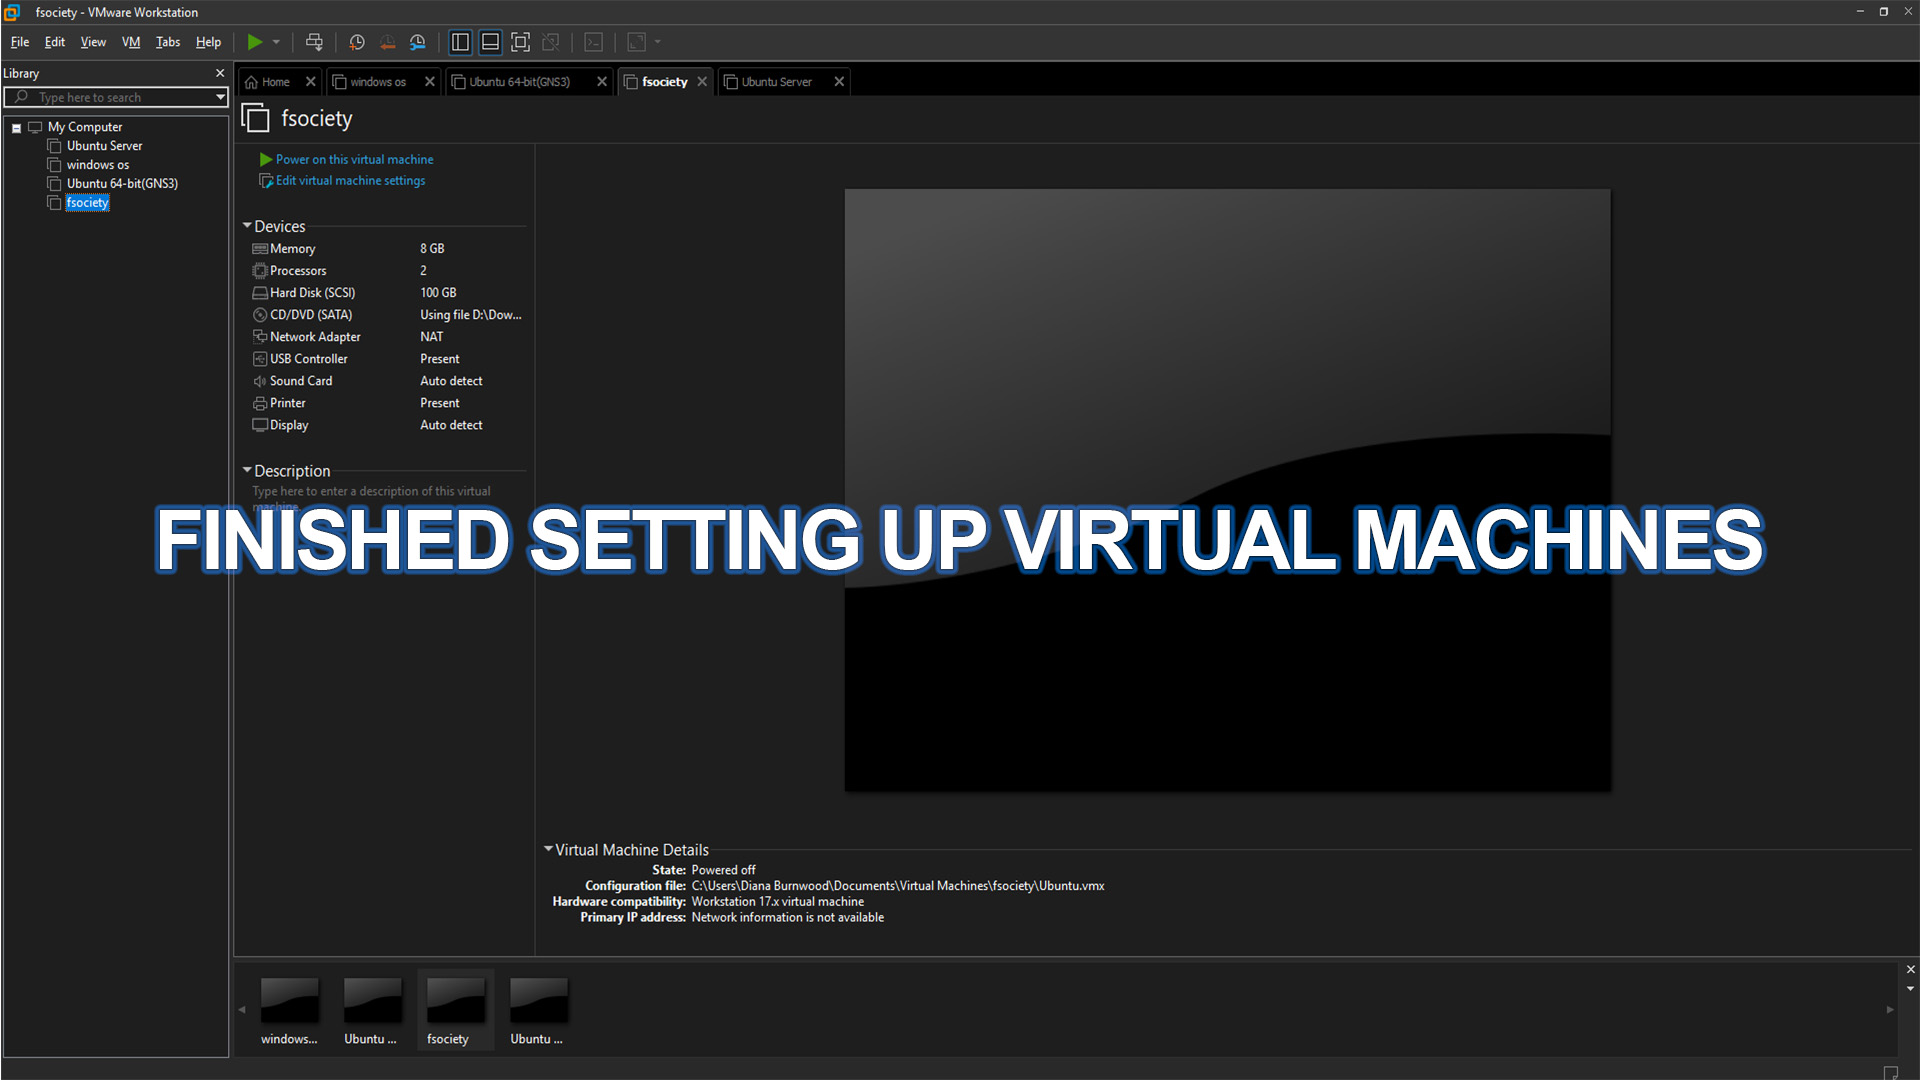 fsociety - VMware Workstation
File Edit View VM Tabs Help
Library
Type here to search
My Computer
Ubuntu Server
windows os
Ubuntu 64-bit(GNS3)
fsociety
Home
windows os
Ubuntu 64-bit(GNS3)
fsociety
Ubuntu Server
fsociety
Power on this virtual machine
Edit virtual machine settings
Devices
Memory 8 GB
Processors 2
Hard Disk (SCSI) 100 GB
CD/DVD (SATA) Using file D:\Dow...
Network Adapter NAT
USB Controller Present
Sound Card Auto detect
Printer Present
Display Auto detect
Description
Type here to enter a description of this virtual
machine.
FINISHED SETTING UP VIRTUAL MACHINES
Virtual Machine Details
State: Powered off
Configuration file: C:\Users\Diana Burnwood\Documents\Virtual Machines\fsociety\Ubuntu.vmx
Hardware compatibility: Workstation 17.x virtual machine
Primary IP address: Network information is not available
windows...
Ubuntu ...
fsociety
Ubuntu ...